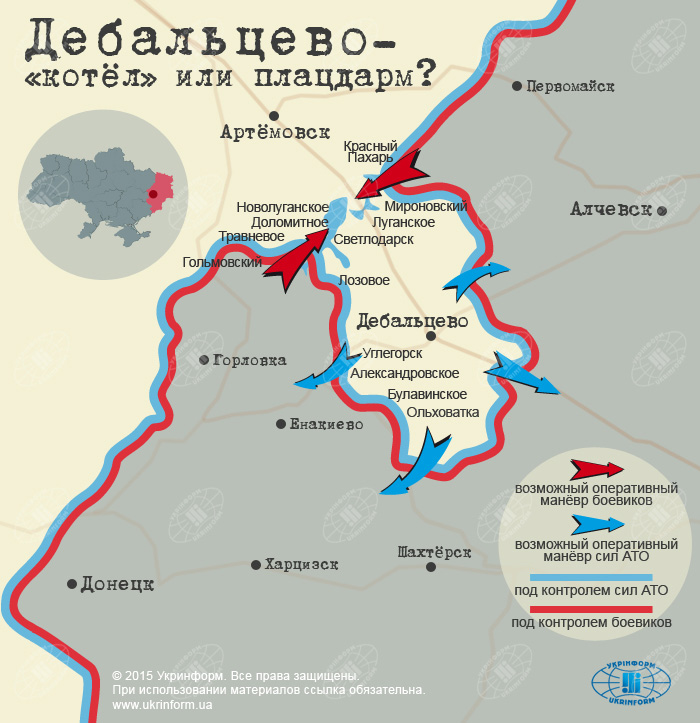 Дебальцево–
«котёл» или плацдарм?
Первомайск
Артёмовск
Красный
Пахарь
Новолуганское
Мироновский
Алчевск
Доломитное
Луганское
Травневое
Светлодарск
Гольмовский
Лозовое
Дебальцево
Углегорск
Горловка
Александровское
Булавинское
Ольховатка
Енакиево
возможный оперативный
манёвр боевиков
возможный оперативный
манёвр сил АТО
под контролем сил АТО
под контролем боевиков
Шахтёрск
Харцизск
Донецк
© 2015 Укринформ. Все права защищены.
При использовании материалов ссылка обязательна.
www.ukrinform.ua
УКРІНФОРМ
UKRINFORM